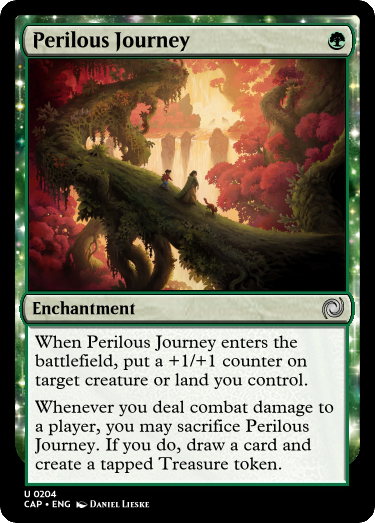 Perilous Journey
Enchantment
When Perilous Journey enters the
battlefield, put a +1/+1 counter on
target creature or land you control.
Whenever you deal combat damage to
a player, you may sacrifice Perilous
Journey. If you do, draw a card and
create a tapped Treasure token.
U 0204
CAP • ENG Daniel Lieske